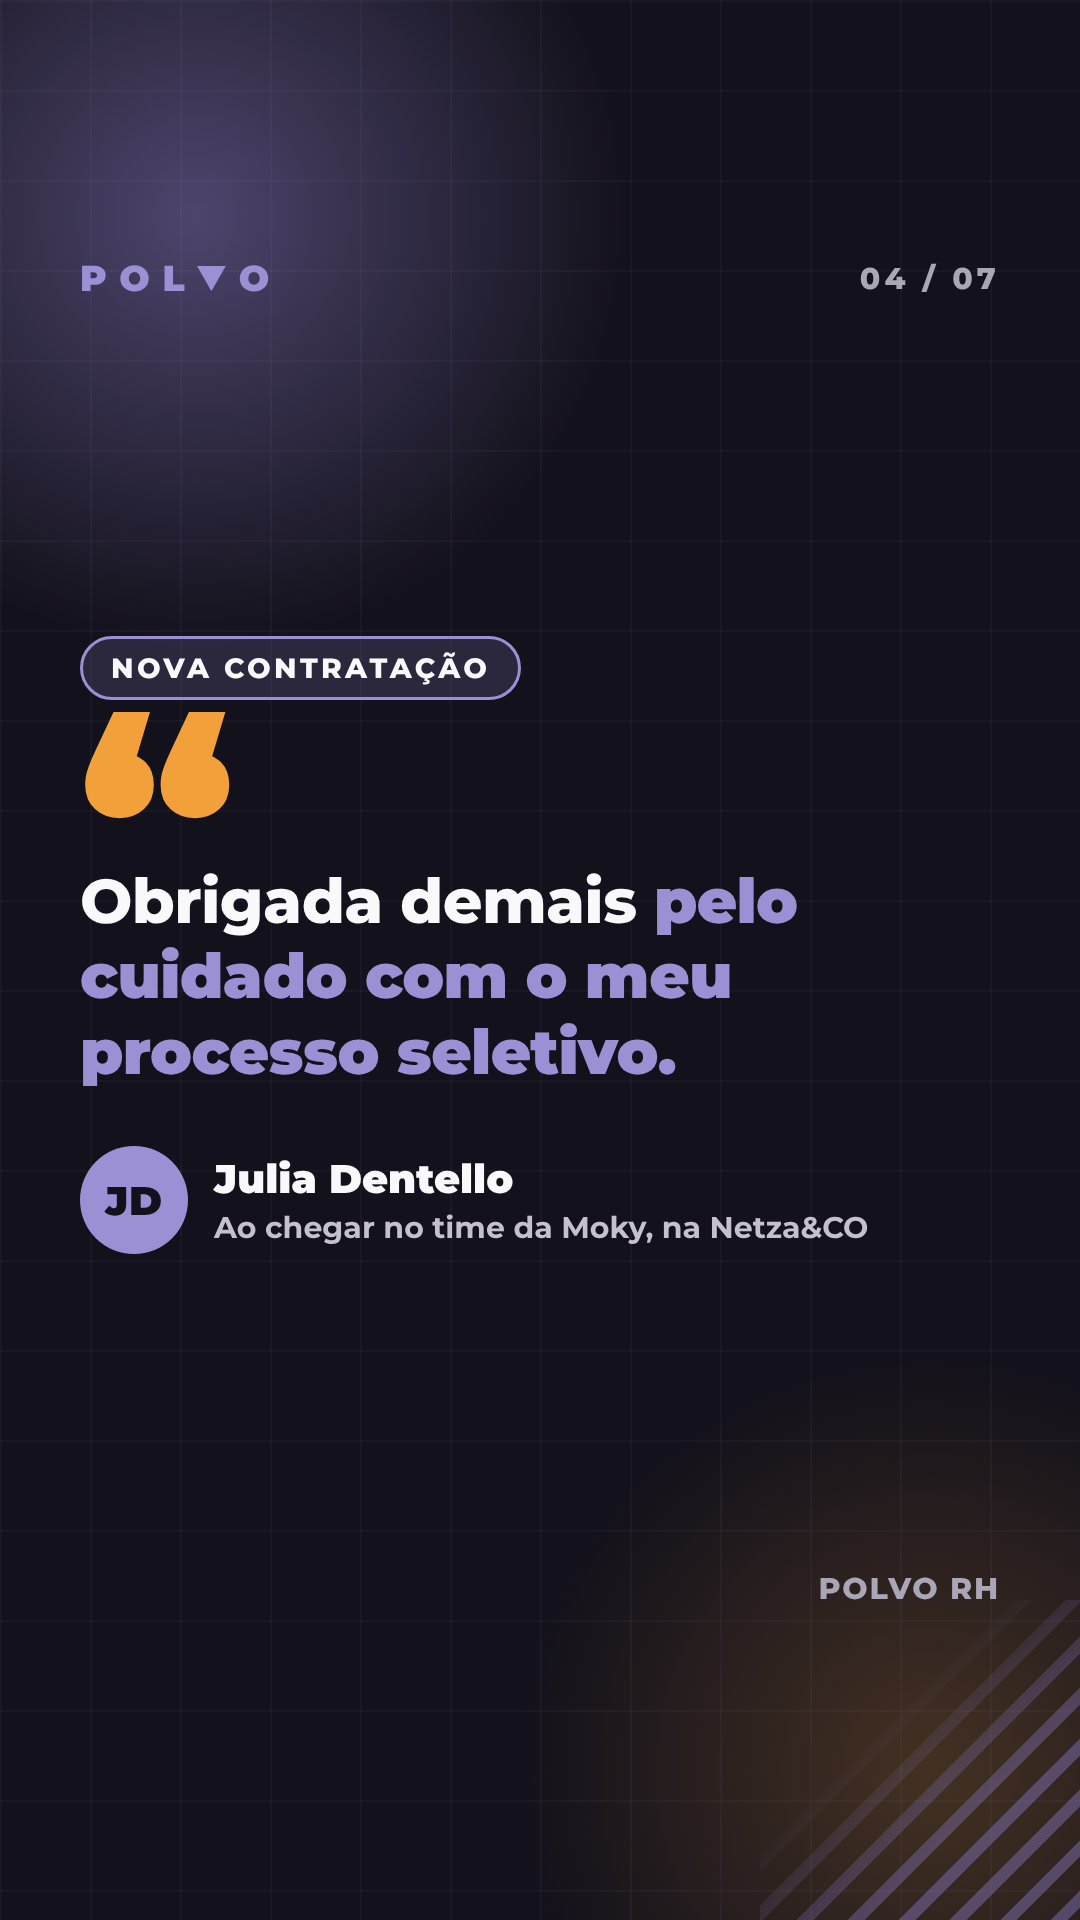 POLVO
04 / 07
NOVA CONTRATAÇÃO
“
Obrigada demais pelo
cuidado com o meu
processo seletivo.
JD
Julia Dentello
Ao chegar no time da Moky, na Netza&CO
POLVO RH